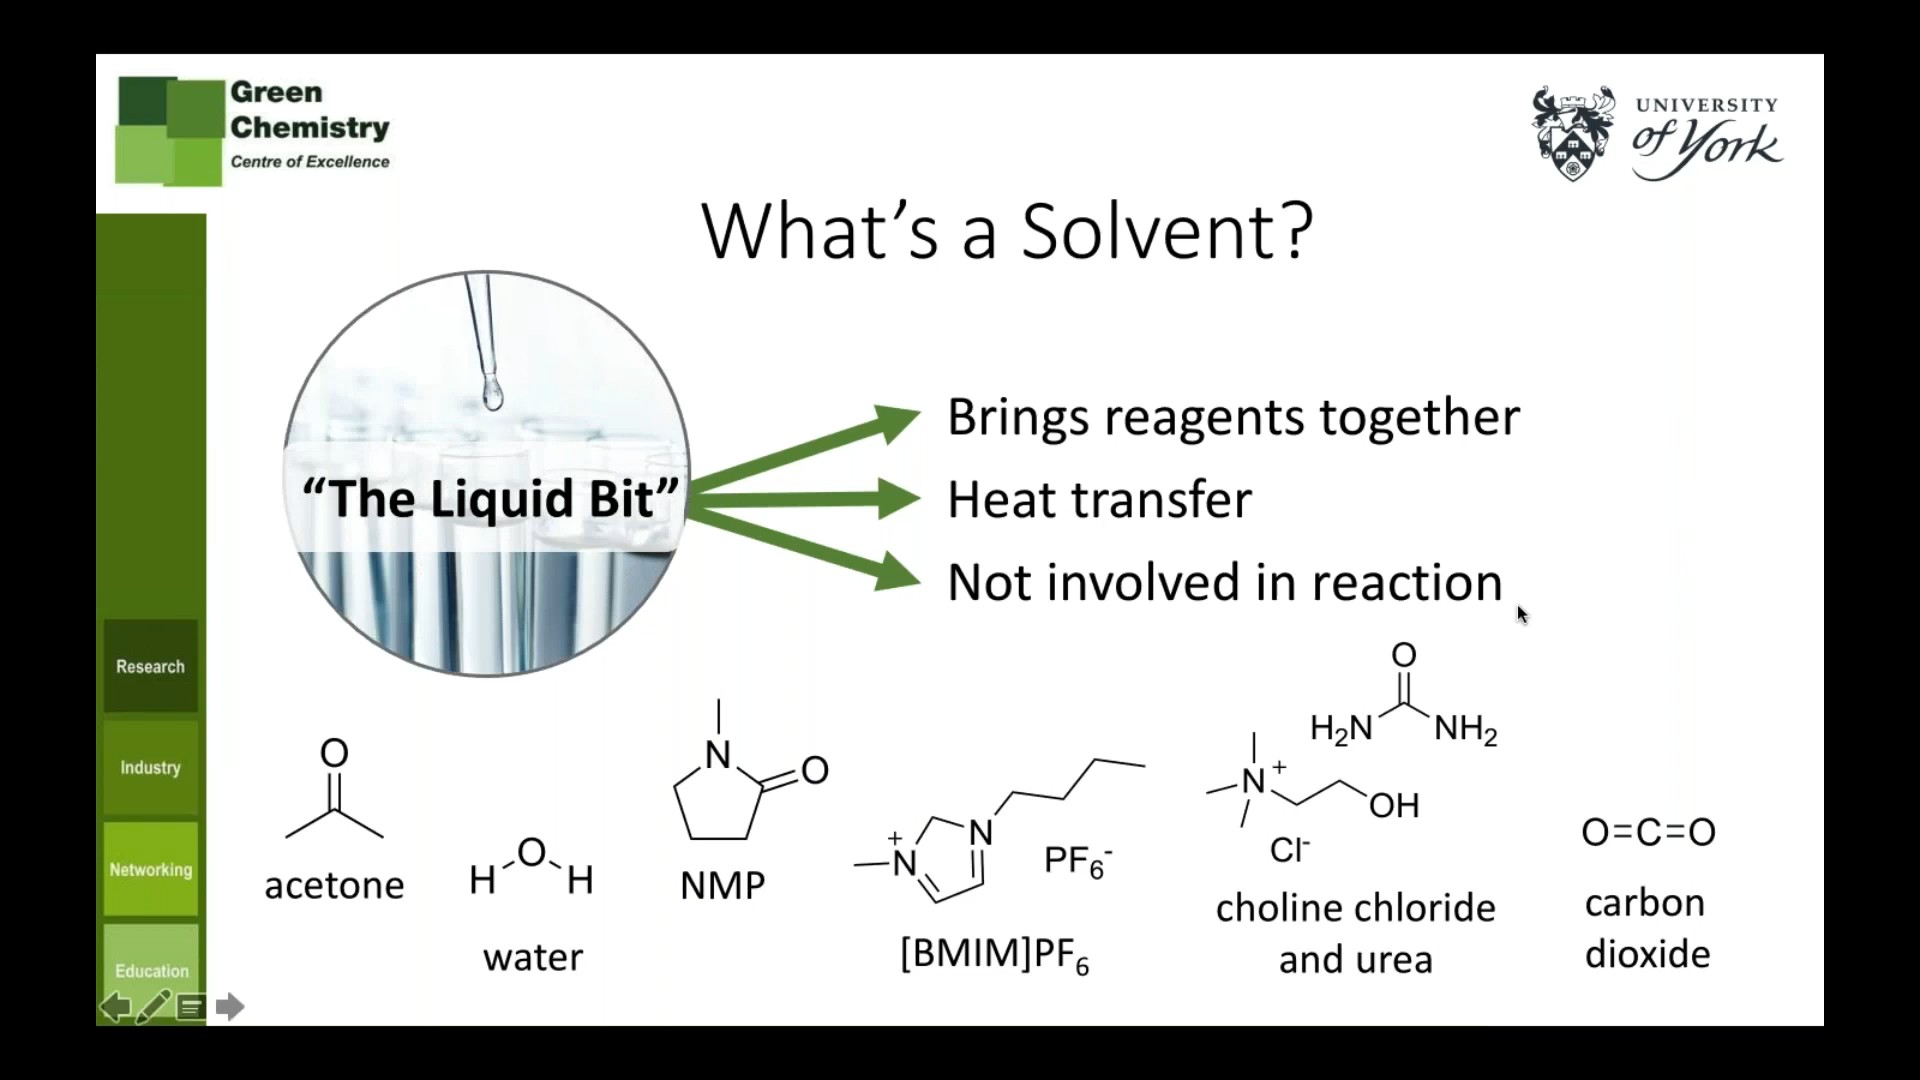 Green
Chemistry
Centre of Excellence
UNIVERSITY
of York
What’s a Solvent?
“The Liquid Bit”
Brings reagents together
Heat transfer
Not involved in reaction
Research
Industry
Networking
Education
O
acetone
H O H
water
N O
NMP
+
N N
PF6-
[BMIM]PF6
O
H2N NH2
N+
OH
Cl-
choline chloride
and urea
O=C=O
carbon
dioxide